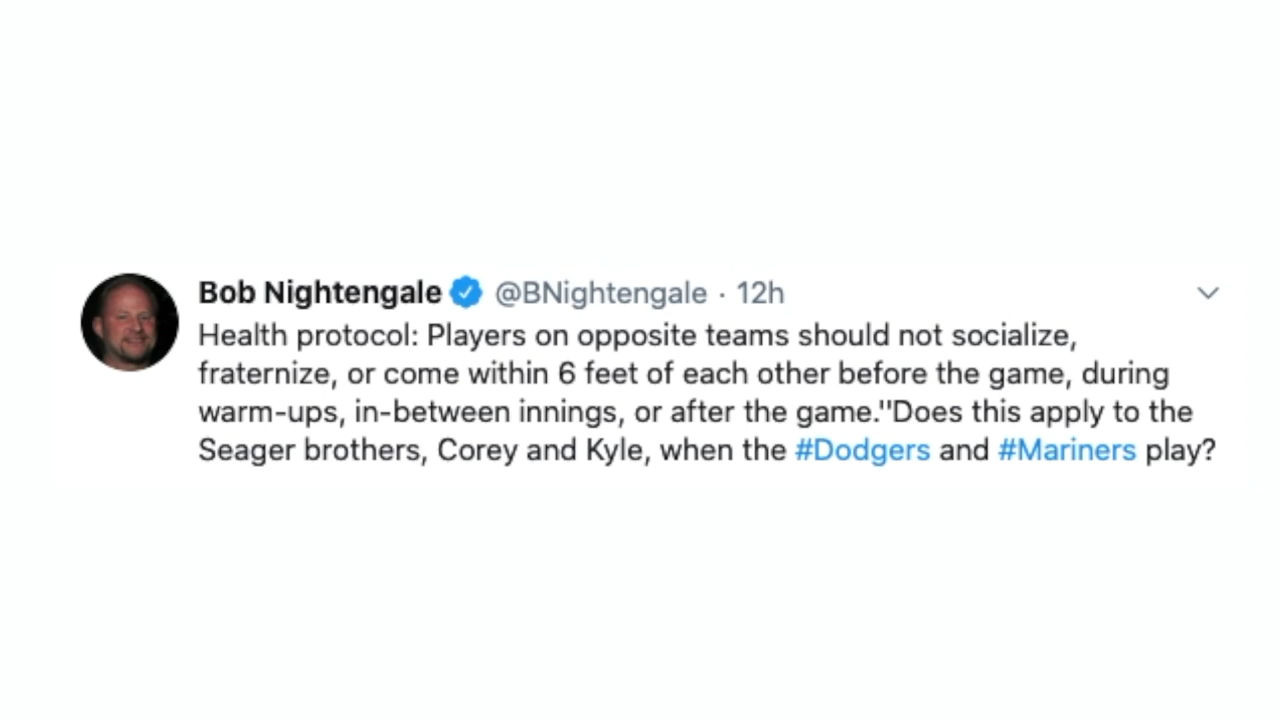 Bob Nightengale @BNightengale · 12h
Health protocol: Players on opposite teams should not socialize,
fraternize, or come within 6 feet of each other before the game, during
warm-ups, in-between innings, or after the game."Does this apply to the
Seager brothers, Corey and Kyle, when the #Dodgers and #Mariners play?